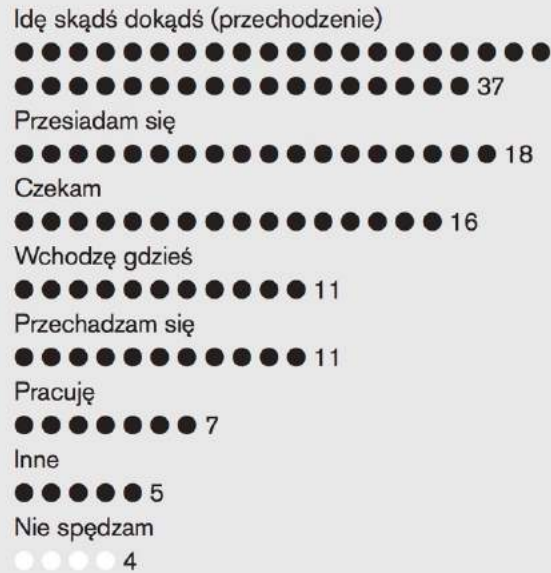 Idę skądś dokądś (przechodzenie)
37
Przesiadam się
18
Czekam
16
Wchodzę gdzieś
11
Przechadzam się
11
Pracuję
7
Inne
5
Nie spędzam
4